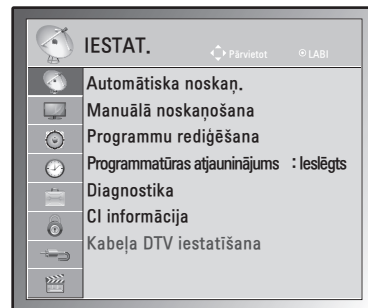 IESTAT.
Pārvietot
LABI
Automātiska noskaņ.
Manuālā noskaņošana
Programmu rediģēšana
Programmatūras atjauninājums : Ieslēgts
Diagnostika
CI informācija
Kabeļa DTV iestatīšana